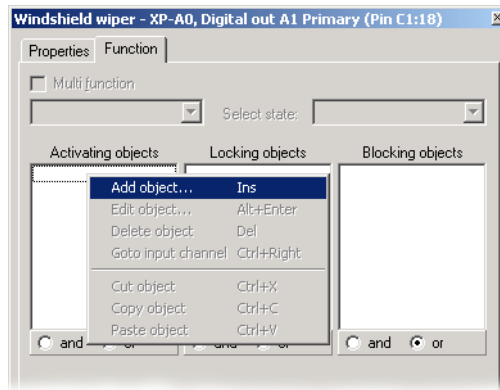 Windshield wiper - XP-A0, Digital out A1 Primary (Pin C1:18)
Properties Function
Multi function
Select state:
Activating objects Locking objects Blocking objects
Add object... Ins
Edit object... Alt+Enter
Delete object Del
Goto input channel Ctrl+Right
Cut object Ctrl+X
Copy object Ctrl+C
Paste object Ctrl+V
and and or